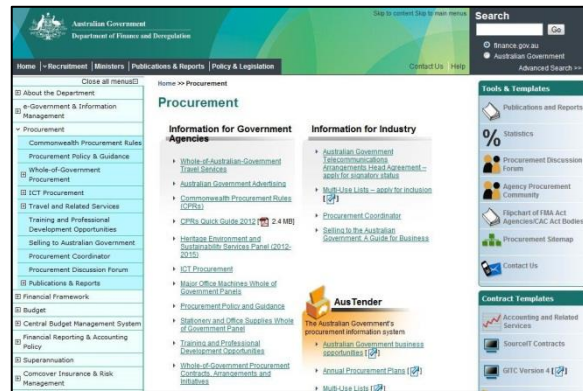 Australian Government
Department of Finance and Deregulation
Skip to content Skip to main menus
Search
Go
finance.gov.au
Australian Government
Advanced Search >>
Home
Recruitment
Ministers
Publications & Reports
Policy & Legislation
Contact Us
Help
Close all menus
About the Department
e-Government & Information
Management
Procurement
Commonwealth Procurement Rules
Procurement Policy & Guidance
Whole-of-Government
Procurement
ICT Procurement
Travel and Related Services
Training and Professional
Development Opportunities
Selling to Australian Government
Procurement Coordinator
Procurement Discussion Forum
Publications & Reports
Financial Framework
Budget
Central Budget Management System
Financial Reporting & Accounting
Policy
Superannuation
Comcover Insurance & Risk
Management
Home >> Procurement
Procurement
Information for Government
Agencies
Whole-of-Australian-Government
Travel Services
Australian Government Advertising
Commonwealth Procurement Rules
(CPRs)
CPRs Quick Guide 2012 [ 2.4 MB]
Heritage Environment and
Sustainability Services Panel (2012-
2015)
ICT Procurement
Major Office Machines Whole of
Government Panels
Procurement Policy and Guidance
Stationery and Office Supplies Whole
of Government Panel
Training and Professional
Development Opportunities
Whole-of-Government Procurement
Contracts, Arrangements and
Initiatives
Information for Industry
Australian Government
Telecommunications
Arrangements Head Agreement –
apply for signatory status
Multi-Use Lists – apply for inclusion
[ ]
Procurement Coordinator
Selling to the Australian
Government: A Guide for Business
AusTender
The Australian Government's
procurement information system
Australian Government business
opportunities [ ]
Annual Procurement Plans [ ]
Multi-Use Lists [ ]
Tools & Templates
Publications and Reports
% Statistics
Procurement Discussion
Forum
Agency Procurement
Community
Flipchart of FMA Act
Agencies/CAC Act Bodies
Procurement Sitemap
Contact Us
Contract Templates
Accounting and Related
Services
SourceIT Contracts
GITC Version 4 [ ]